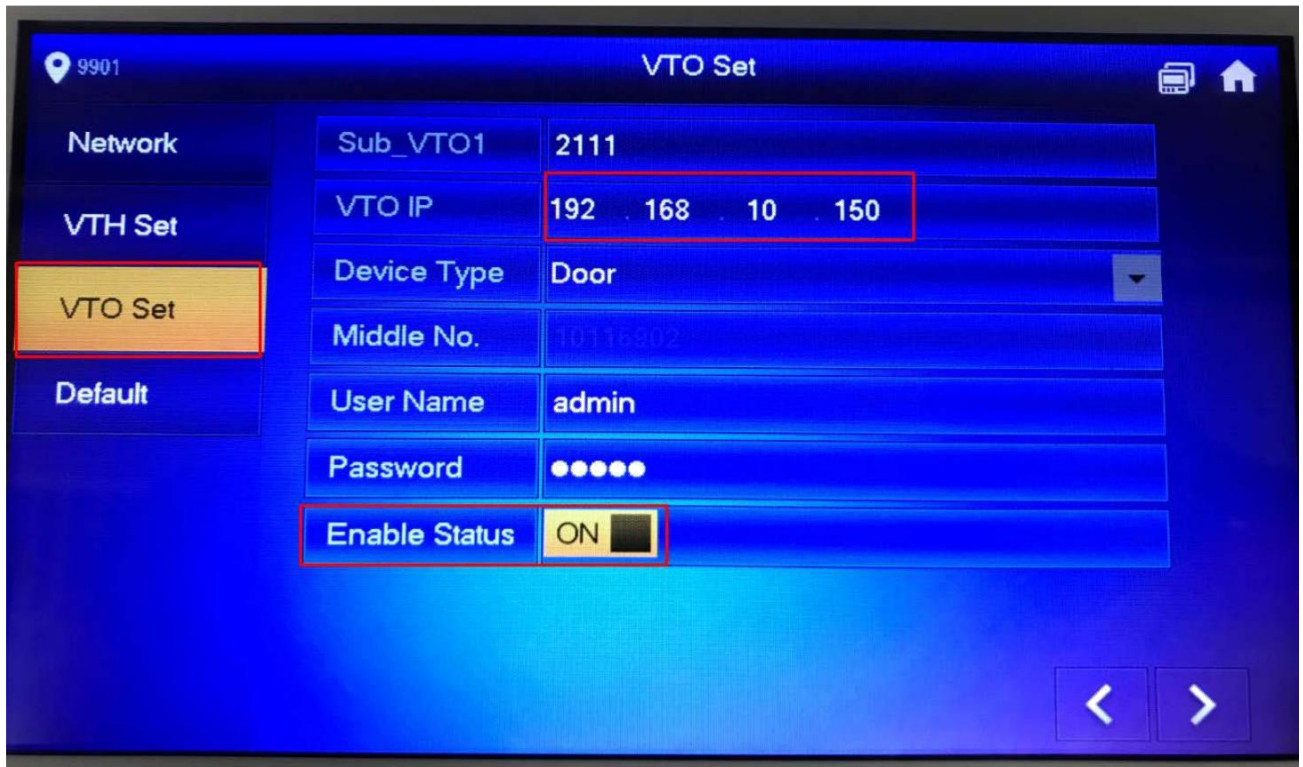 9901
VTO Set
Network
VTH Set
VTO Set
Default
Sub_VTO1 2111
VTO IP 192 . 168 . 10 . 150
Device Type Door
Middle No. 10116902
User Name admin
Password ●●●●●
Enable Status ON